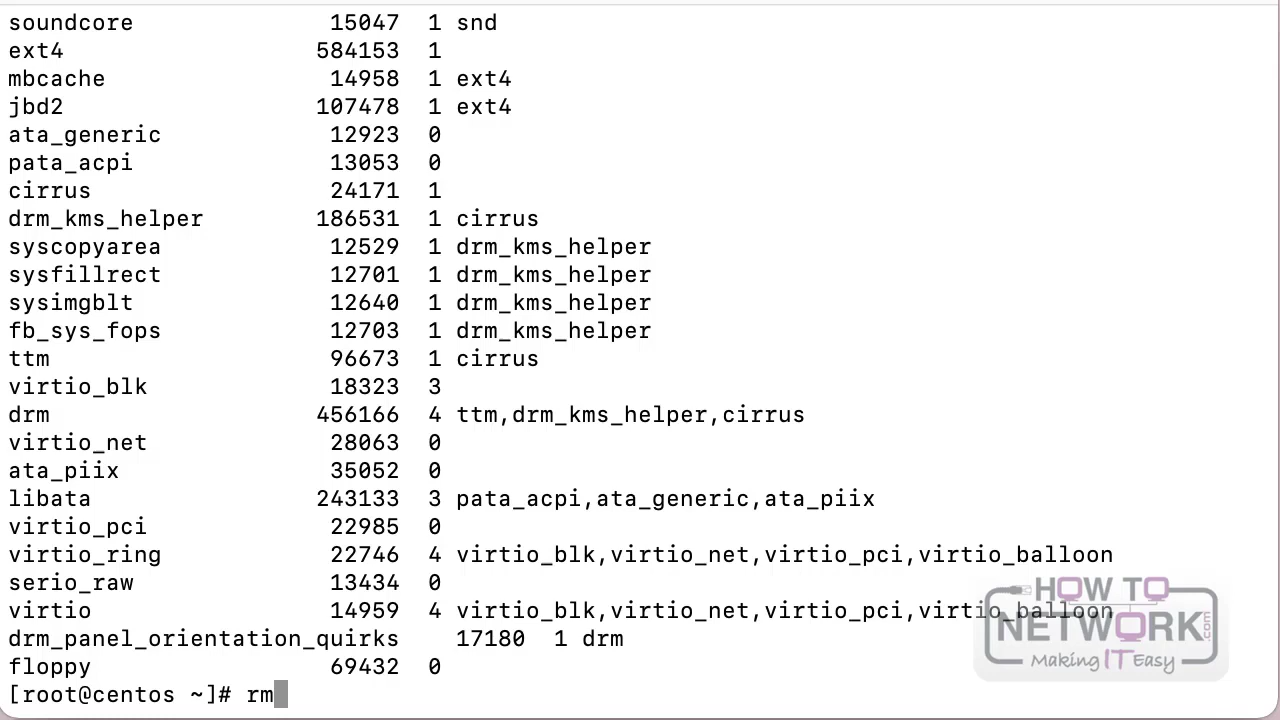 soundcore 15047 1 snd
ext4 584153 1
mbcache 14958 1 ext4
jbd2 107478 1 ext4
ata_generic 12923 0
pata_acpi 13053 0
cirrus 24171 1
drm_kms_helper 186531 1 cirrus
syscopyarea 12529 1 drm_kms_helper
sysfillrect 12701 1 drm_kms_helper
sysimgblt 12640 1 drm_kms_helper
fb_sys_fops 12703 1 drm_kms_helper
ttm 96673 1 cirrus
virtio_blk 18323 3
drm 456166 4 ttm,drm_kms_helper,cirrus
virtio_net 28063 0
ata_piix 35052 0
libata 243133 3 pata_acpi,ata_generic,ata_piix
virtio_pci 22985 0
virtio_ring 22746 4 virtio_blk,virtio_net,virtio_pci,virtio_balloon
serio_raw 13434 0
virtio 14959 4 virtio_blk,virtio_net,virtio_pci,virtio_balloon
drm_panel_orientation_quirks 17180 1 drm
floppy 69432 0
[root@centos ~]# rm
HOW TO
NETWORK.com
Making IT Easy